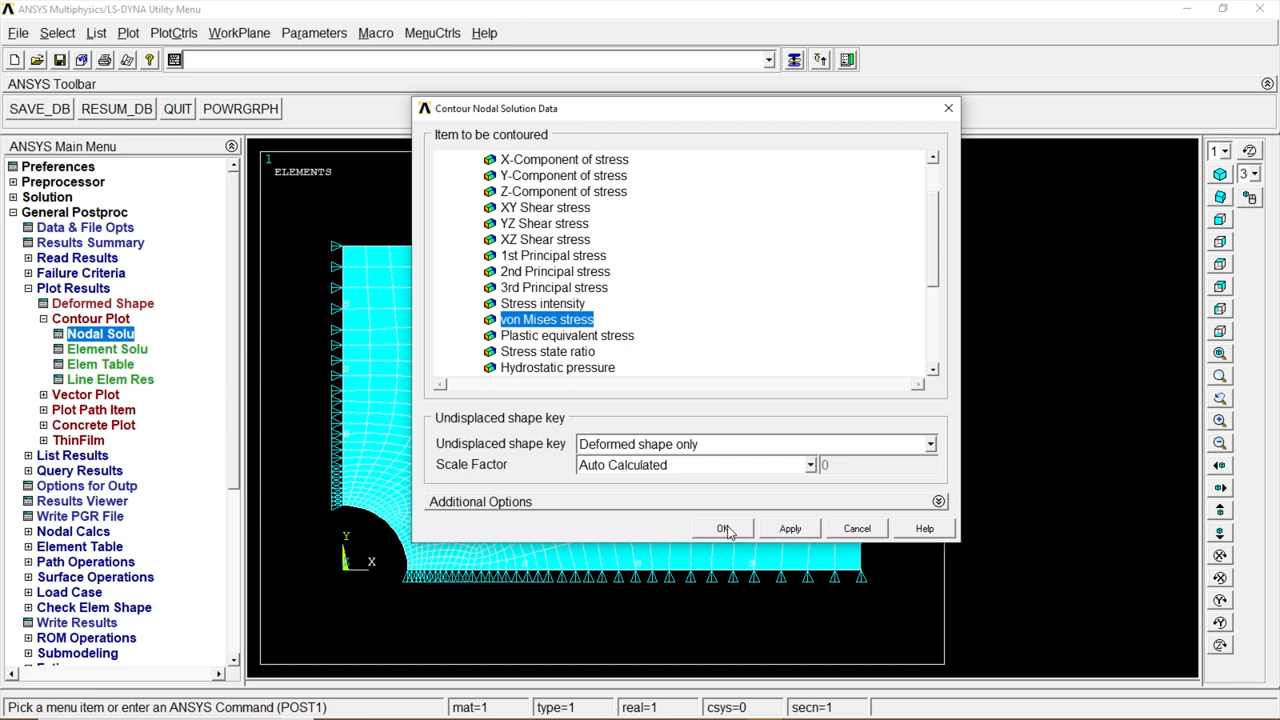 ANSYS Multiphysics/LS-DYNA Utility Menu
File Select List Plot PlotCtrls WorkPlane Parameters Macro MenuCtrls Help
ANSYS Toolbar
SAVE_DB RESUM_DB QUIT POWRGRPH
ANSYS Main Menu
Preferences
Preprocessor
Solution
General Postproc
Data & File Opts
Results Summary
Read Results
Failure Criteria
Plot Results
Deformed Shape
Contour Plot
Nodal Solu
Element Solu
Elem Table
Line Elem Res
Vector Plot
Plot Path Item
Concrete Plot
ThinFilm
List Results
Query Results
Options for Outp
Results Viewer
Write PGR File
Nodal Calcs
Element Table
Path Operations
Surface Operations
Load Case
Check Elem Shape
Write Results
ROM Operations
Submodeling
1
ELEMENTS
Y
X
Contour Nodal Solution Data
Item to be contoured
X-Component of stress
Y-Component of stress
Z-Component of stress
XY Shear stress
YZ Shear stress
XZ Shear stress
1st Principal stress
2nd Principal stress
3rd Principal stress
Stress intensity
von Mises stress
Plastic equivalent stress
Stress state ratio
Hydrostatic pressure
Undisplaced shape key
Undisplaced shape key Deformed shape only
Scale Factor Auto Calculated 0
Additional Options
OK Apply Cancel Help
1
3
Pick a menu item or enter an ANSYS Command (POST1) mat=1 type=1 real=1 csys=0 secn=1